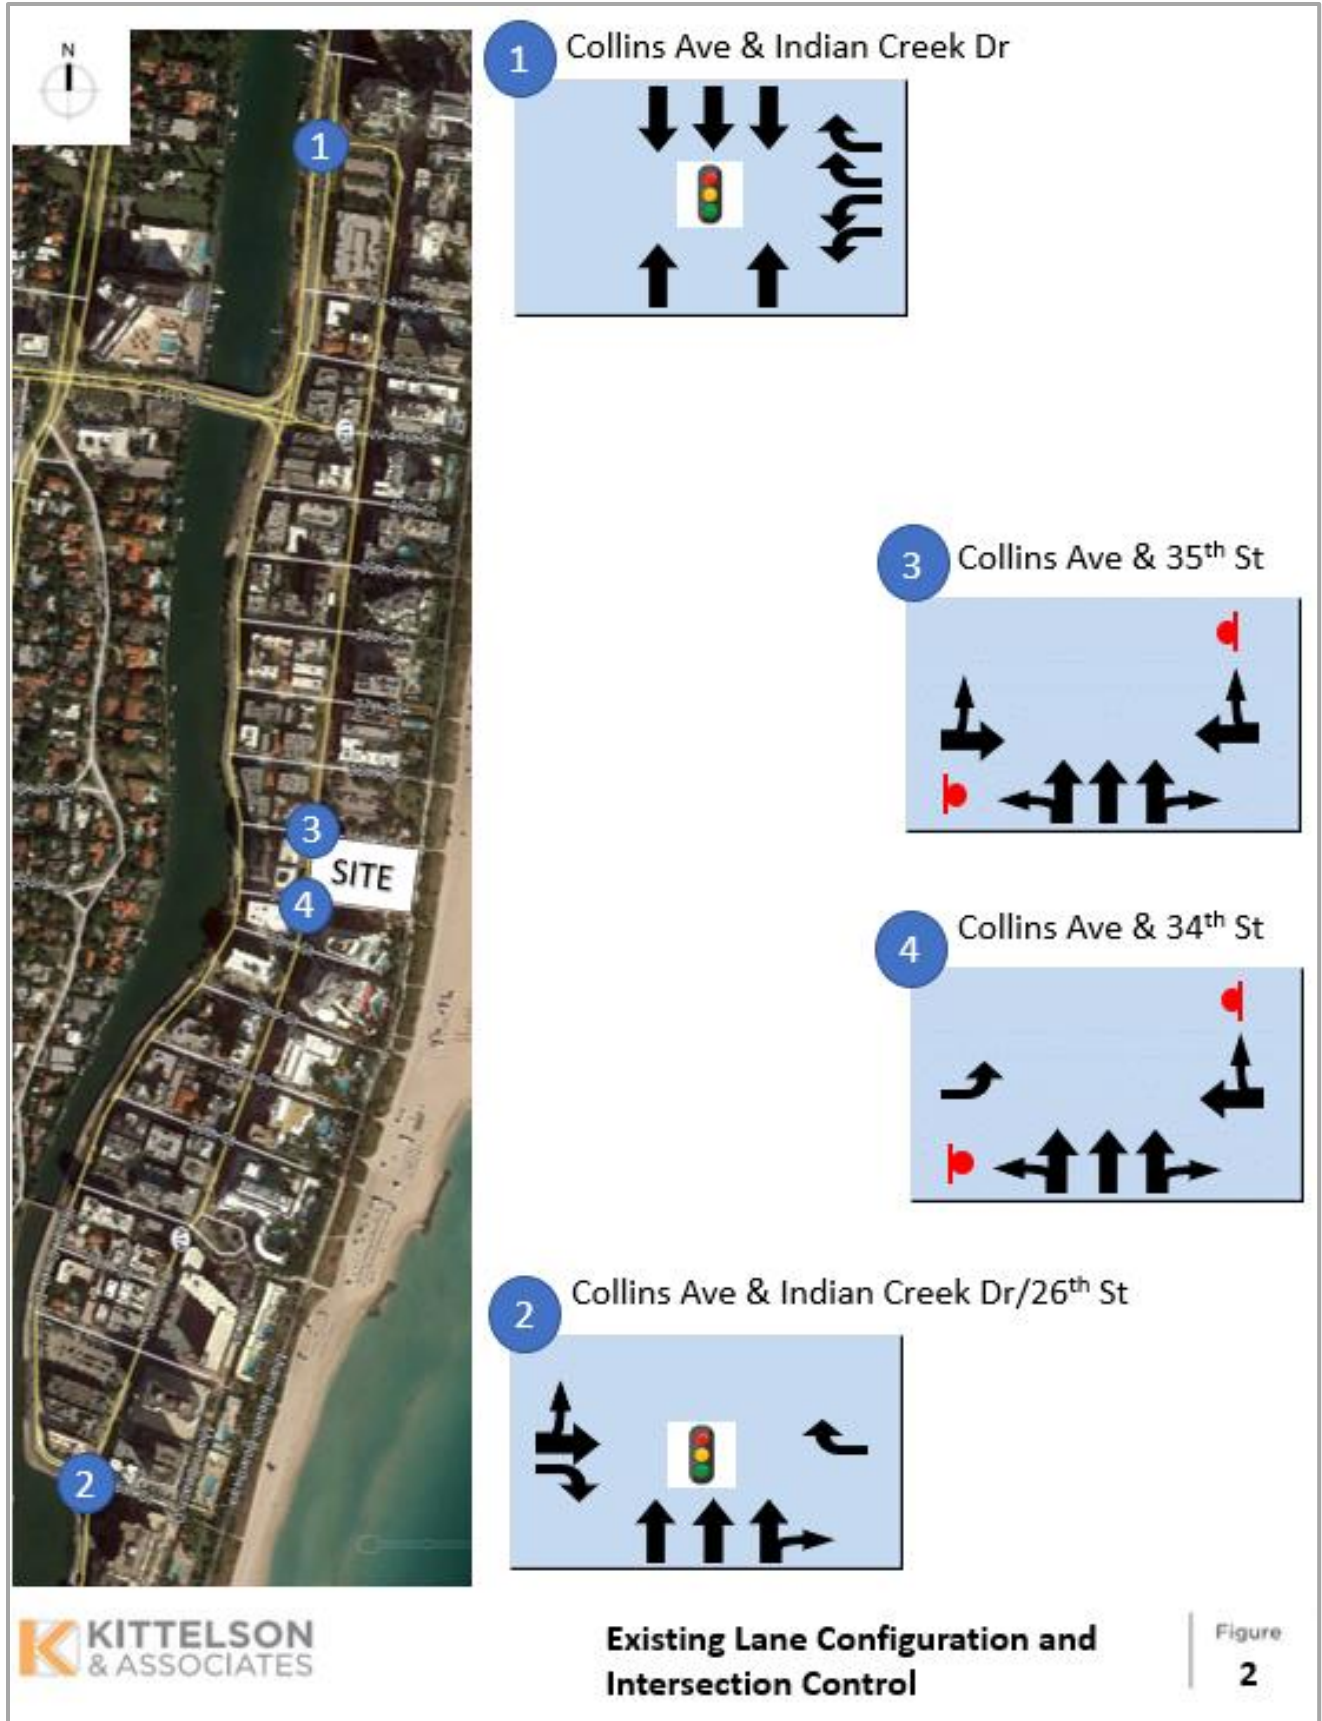 N
1 Collins Ave & Indian Creek Dr
1
3 Collins Ave & 35th St
3
SITE
4
4 Collins Ave & 34th St
2 Collins Ave & Indian Creek Dr/26th St
2
KITTELSON
& ASSOCIATES
Existing Lane Configuration and
Intersection Control
Figure
2